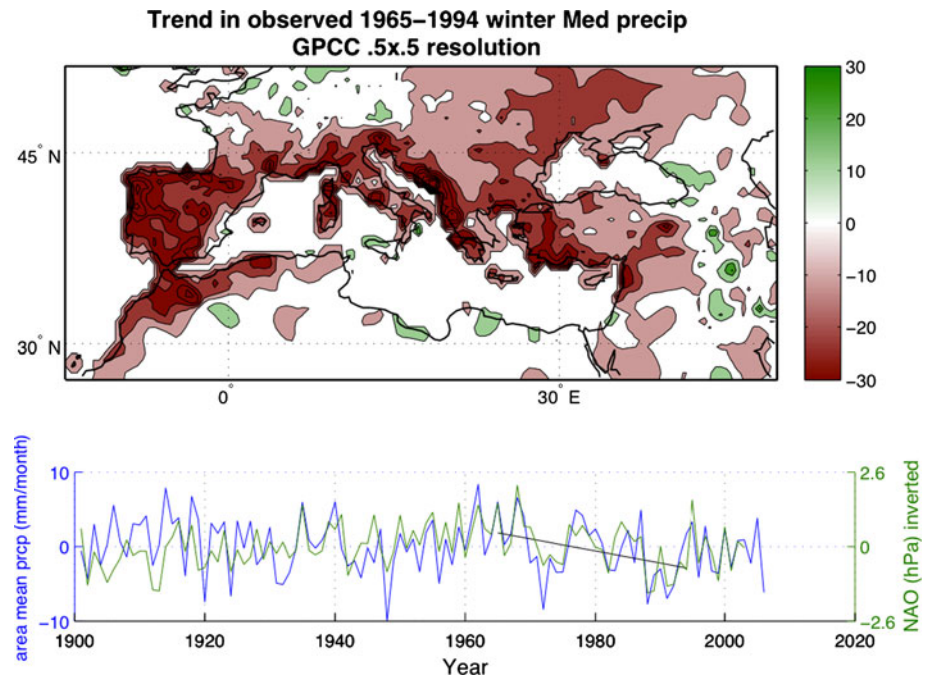 Trend in observed 1965–1994 winter Med precip
GPCC .5x.5 resolution
45° N
30° N
0°
30° E
30
20
10
0
−10
−20
−30
area mean prcp (mm/month)
10
0
−10
2.6
0
−2.6
NAO (hPa) inverted
1900
1920
1940
1960
1980
2000
2020
Year